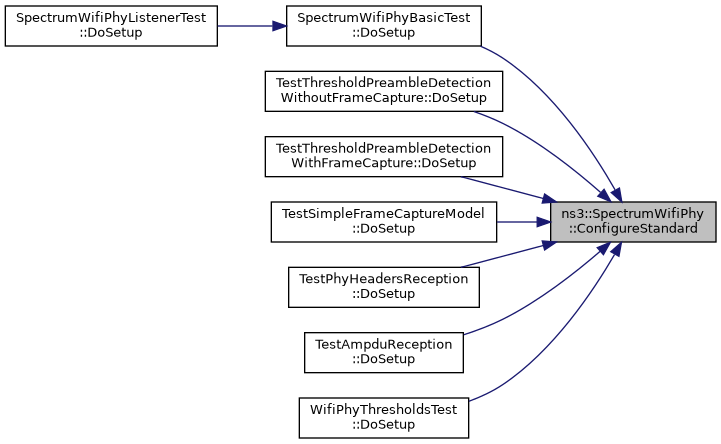 SpectrumWifiPhyListenerTest
::DoSetup
SpectrumWifiPhyBasicTest
::DoSetup
TestThresholdPreambleDetection
WithoutFrameCapture::DoSetup
TestThresholdPreambleDetection
WithFrameCapture::DoSetup
TestSimpleFrameCaptureModel
::DoSetup
ns3::SpectrumWifiPhy
::ConfigureStandard
TestPhyHeadersReception
::DoSetup
TestAmpduReception
::DoSetup
WifiPhyThresholdsTest
::DoSetup